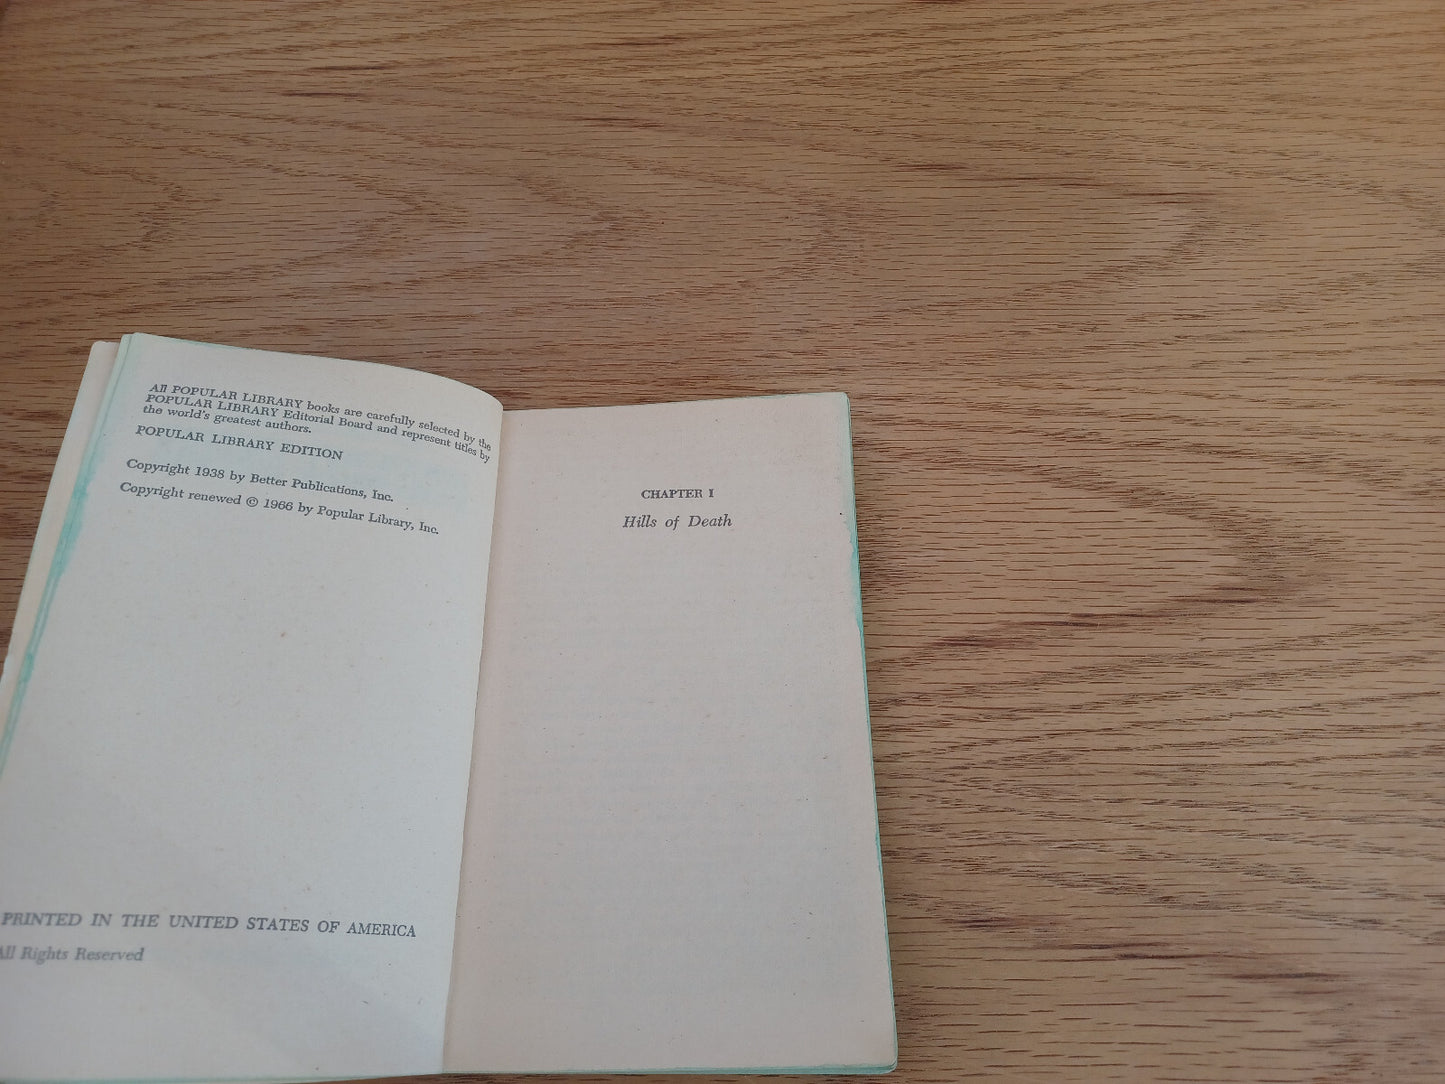 All POPULAR LIBRARY books are carefully selected by the
POPULAR LIBRARY Editorial Board and represent titles by
the world's greatest authors.
POPULAR LIBRARY EDITION
Copyright 1938 by Better Publications, Inc.
Copyright renewed © 1966 by Popular Library, Inc.
PRINTED IN THE UNITED STATES OF AMERICA
All Rights Reserved
CHAPTER I
Hills of Death